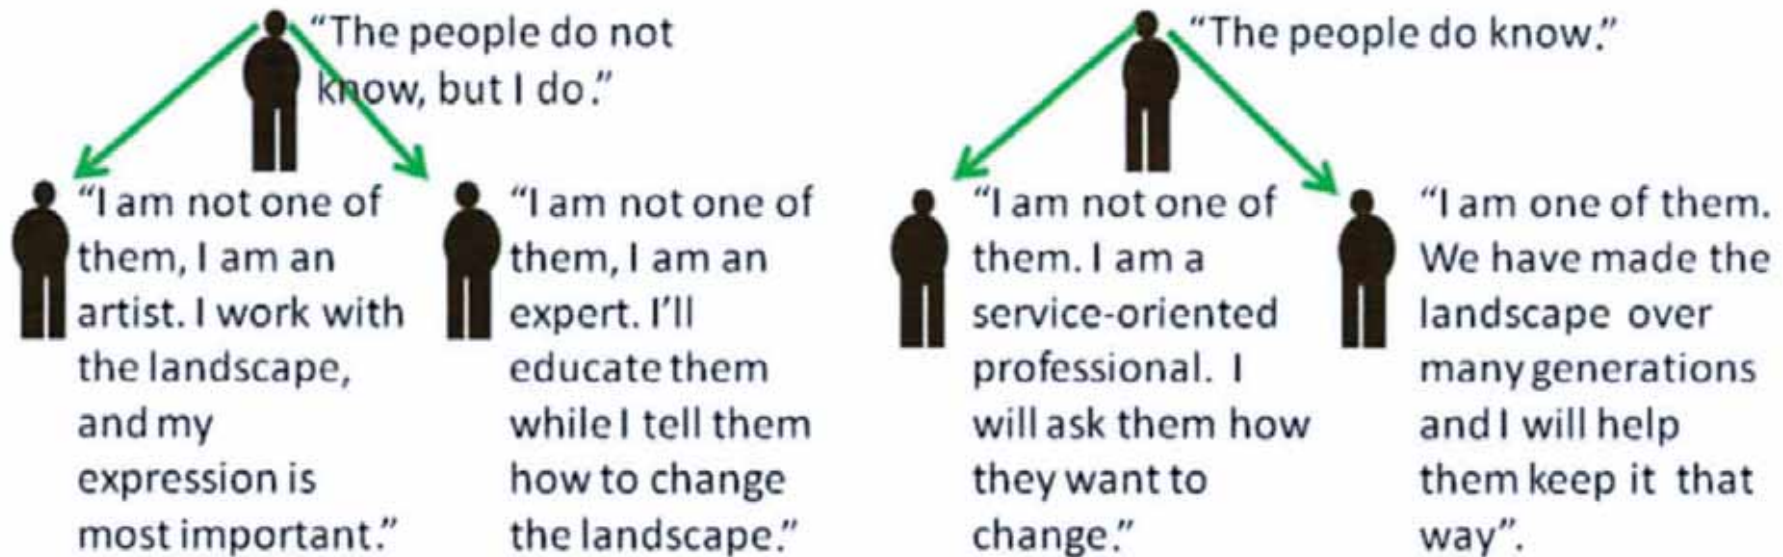 “The people do not
know, but I do.”
“I am not one of
them, I am an
artist. I work with
the landscape,
and my
expression is
most important.”
“I am not one of
them, I am an
expert. I’ll
educate them
while I tell them
how to change
the landscape.”
“The people do know.”
“I am not one of
them. I am a
service-oriented
professional. I
will ask them how
they want to
change.”
“I am one of them.
We have made the
landscape over
many generations
and I will help
them keep it that
way”.